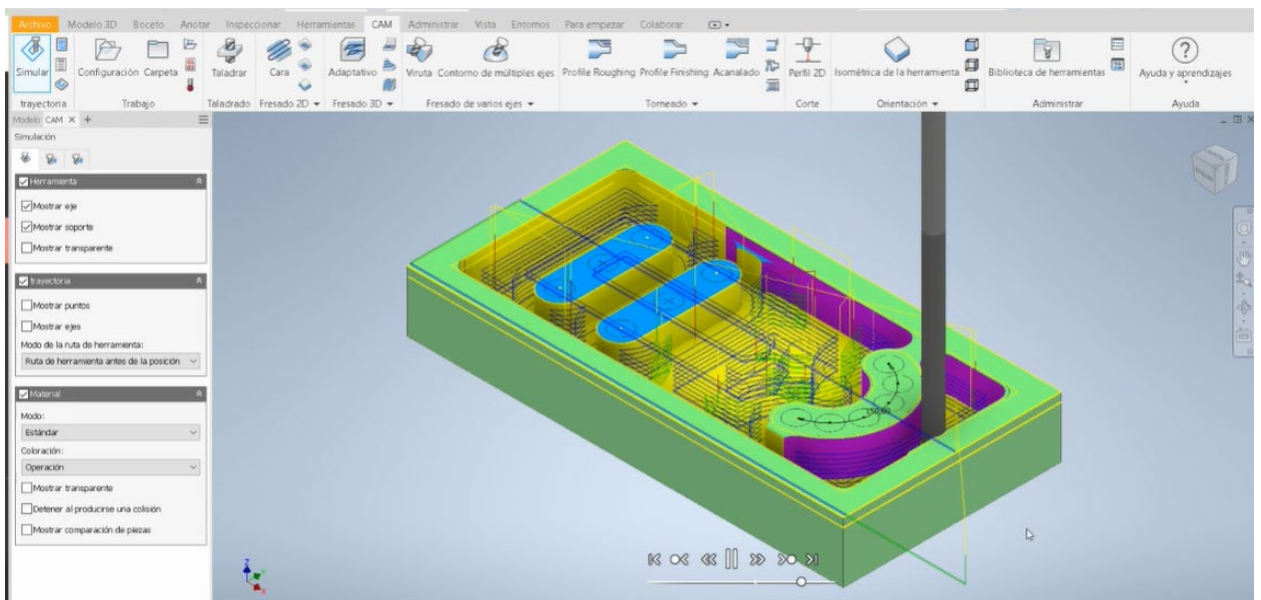 Archivo Modelo 3D Boceto Anotar Inspeccionar Herramientas CAM Administrar Vista Entornos Para empezar Colaborar
Simular Configuración Carpeta Taladrar Cara Adaptativo Viruta Contorno de múltiples ejes Profile Roughing Profile Finishing Acanalado Perfil 2D Isométrica de la herramienta Biblioteca de herramientas Ayuda y aprendizajes
trayectoria Trabajo Taladrado Fresado 2D Fresado 3D Fresado de varios ejes Torneado Corte Orientación Administrar Ayuda
Modelo CAM × +
Simulación
Herramienta
Mostrar eje
Mostrar soporte
Mostrar transparente
trayectoria
Mostrar puntos
Mostrar ejes
Modo de la ruta de herramienta:
Ruta de herramienta antes de la posición
Material
Modo:
Estándar
Coloración:
Operación
Mostrar transparente
Detener al producirse una colisión
Mostrar comparación de piezas
Z